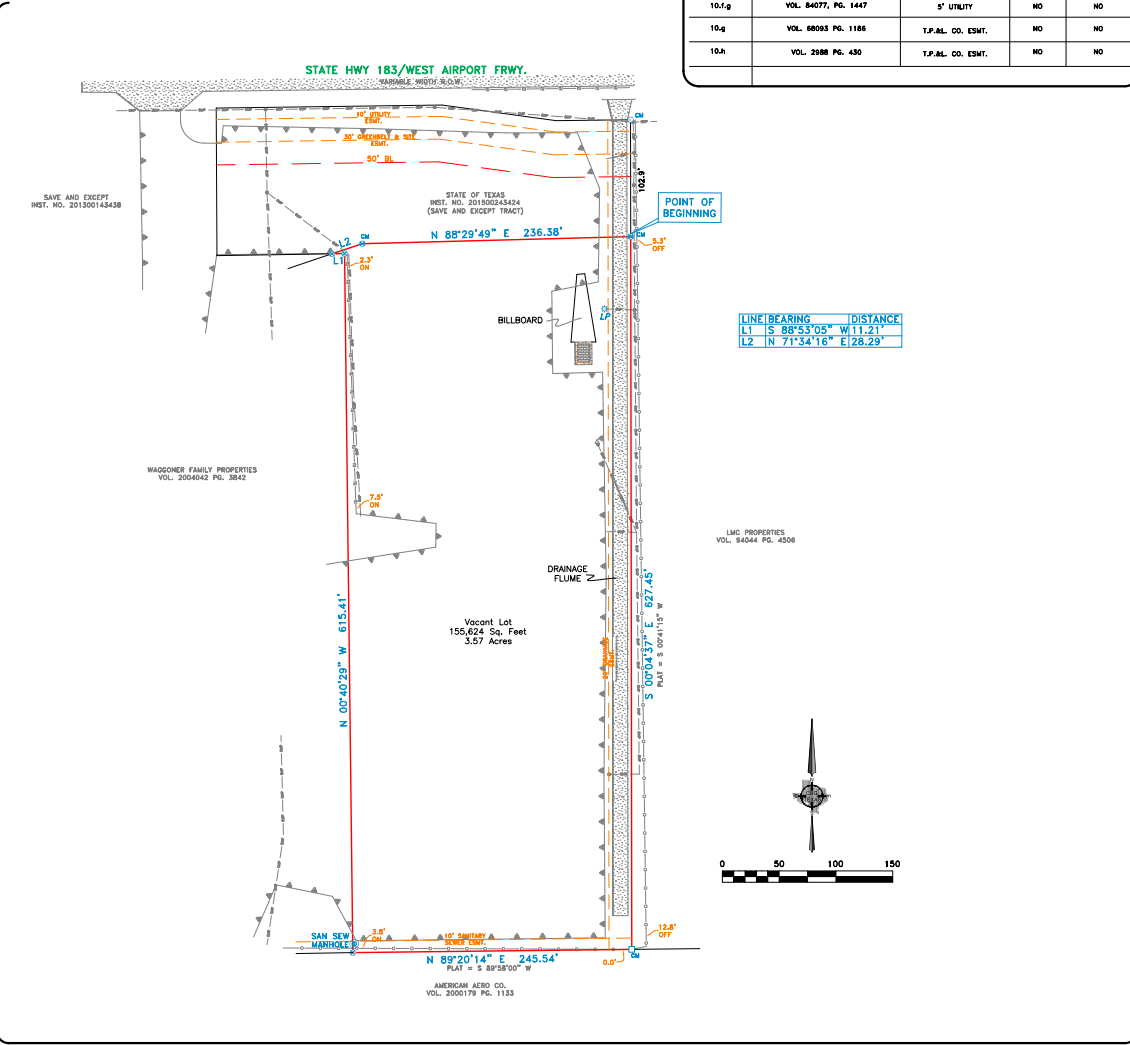 10.f.g VOL. 84077, PG. 1447 5' UTILITY NO NO
10.g VOL. 68093 PG. 1186 T.P.&L. CO. ESMT. NO NO
10.h VOL. 2988 PG. 430 T.P.&L. CO. ESMT. NO NO
STATE HWY 183/WEST AIRPORT FRWY.
VARIABLE WIDTH R.O.W.
10' UTILITY
ESMT.
CM
30' GREENBELT & SITE
ESMT.
50' BL
102.9'
SAVE AND EXCEPT
INST. NO. 201300143438
STATE OF TEXAS
INST. NO. 201500243424
(SAVE AND EXCEPT TRACT)
POINT OF
BEGINNING
N 88°29'49" E 236.38'
CM
CM
L2
L1
2.3'
ON
5.3'
OFF
BILLBOARD
LP
LINE BEARING DISTANCE
L1 S 88°53'05" W 11.21'
L2 N 71°34'16" E 28.29'
WAGGONER FAMILY PROPERTIES
VOL. 2004042 PG. 3842
7.5'
ON
LMC PROPERTIES
VOL. 94044 PG. 4506
DRAINAGE
FLUME
N 00°40'29" W 615.41'
Vacant Lot
155,624 Sq. Feet
3.57 Acres
S 00°04'37" E 627.45'
PLAT = S 00°41'15" W
ESMT.
0 50 100 150
SAN SEW
MANHOLE
3.8'
ON
10' SANITARY
SEWER ESMT.
12.8'
OFF
N 89°20'14" E 245.54'
PLAT = S 89°58'00" W
0.0'
CM
AMERICAN AERO CO.
VOL. 2000179 PG. 1133